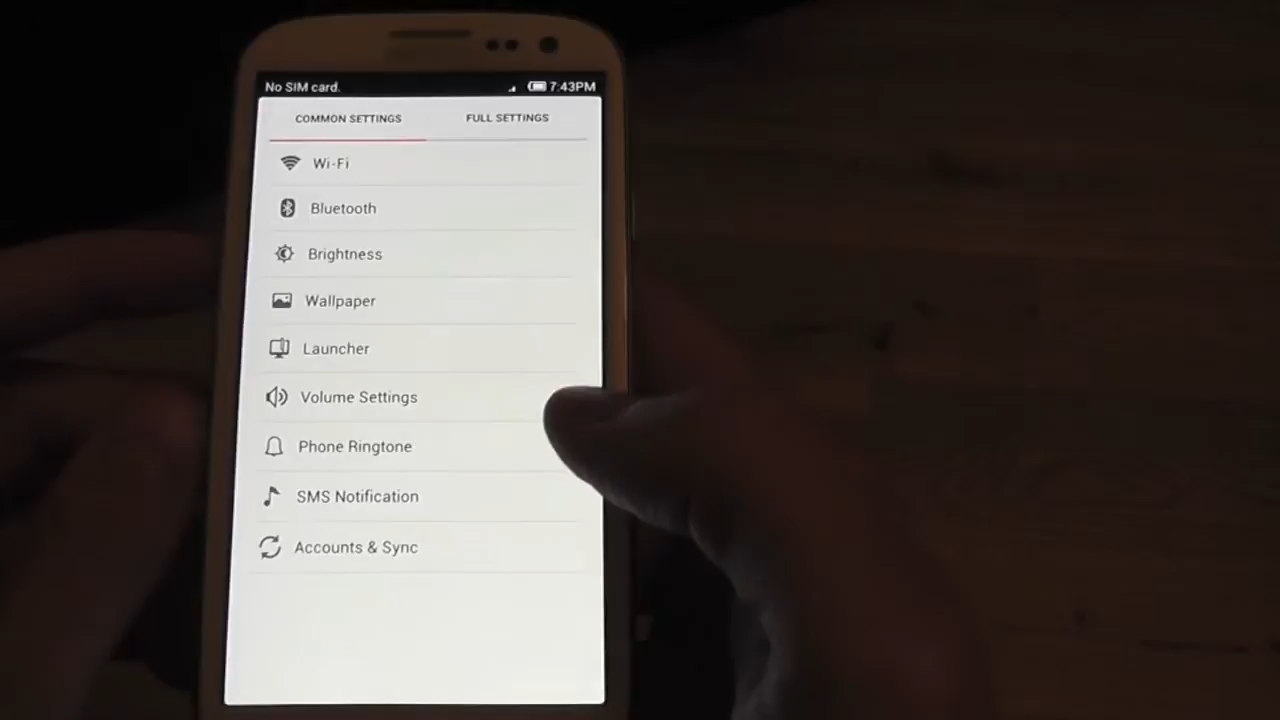 No SIM card. 7:43PM
COMMON SETTINGS FULL SETTINGS
Wi-Fi
Bluetooth
Brightness
Wallpaper
Launcher
Volume Settings
Phone Ringtone
SMS Notification
Accounts & Sync